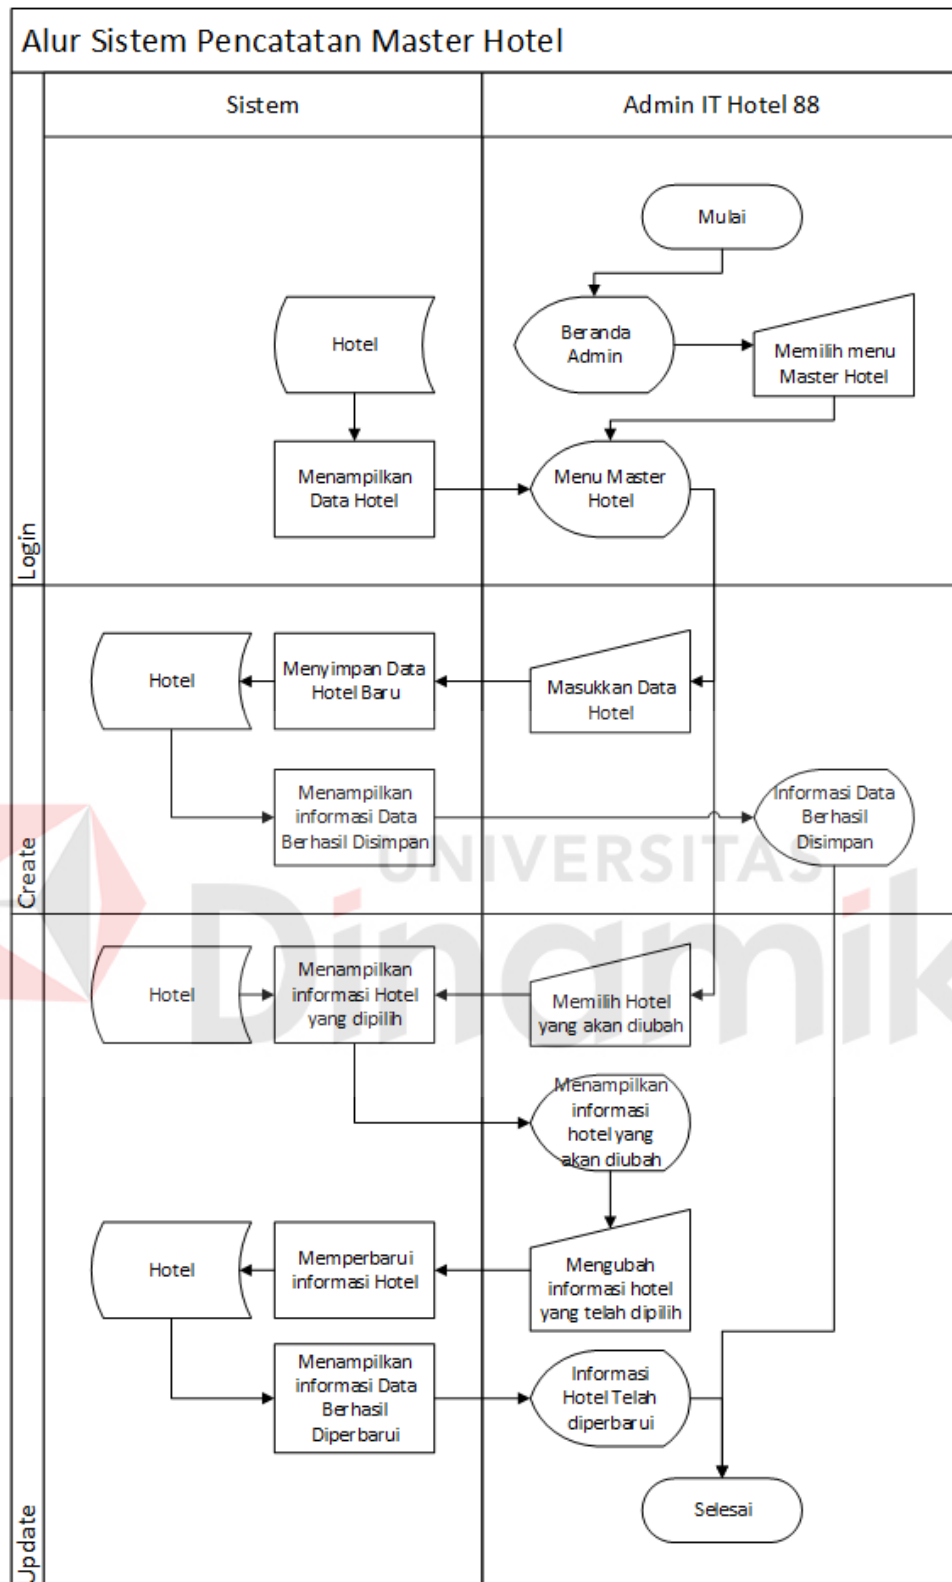 Alur Sistem Pencatatan Master Hotel
Sistem
Admin IT Hotel 88
Login
Mulai
Hotel
Beranda
Admin
Memilih menu
Master Hotel
Menampilkan
Data Hotel
Menu Master
Hotel
Create
Hotel
Menyimpan Data
Hotel Baru
Masukkan Data
Hotel
Menampilkan
informasi Data
Berhasil Disimpan
Informasi Data
Berhasil
Disimpan
UNIVERSITAS
Dinamik
Update
Hotel
Menampilkan
informasi Hotel
yang dipilih
Memilih Hotel
yang akan diubah
Menampilkan
informasi
hotel yang
akan diubah
Hotel
Memperbarui
informasi Hotel
Mengubah
informasi hotel
yang telah dipilih
Menampilkan
informasi Data
Berhasil
Diperbarui
Informasi
Hotel Telah
diperbarui
Selesai